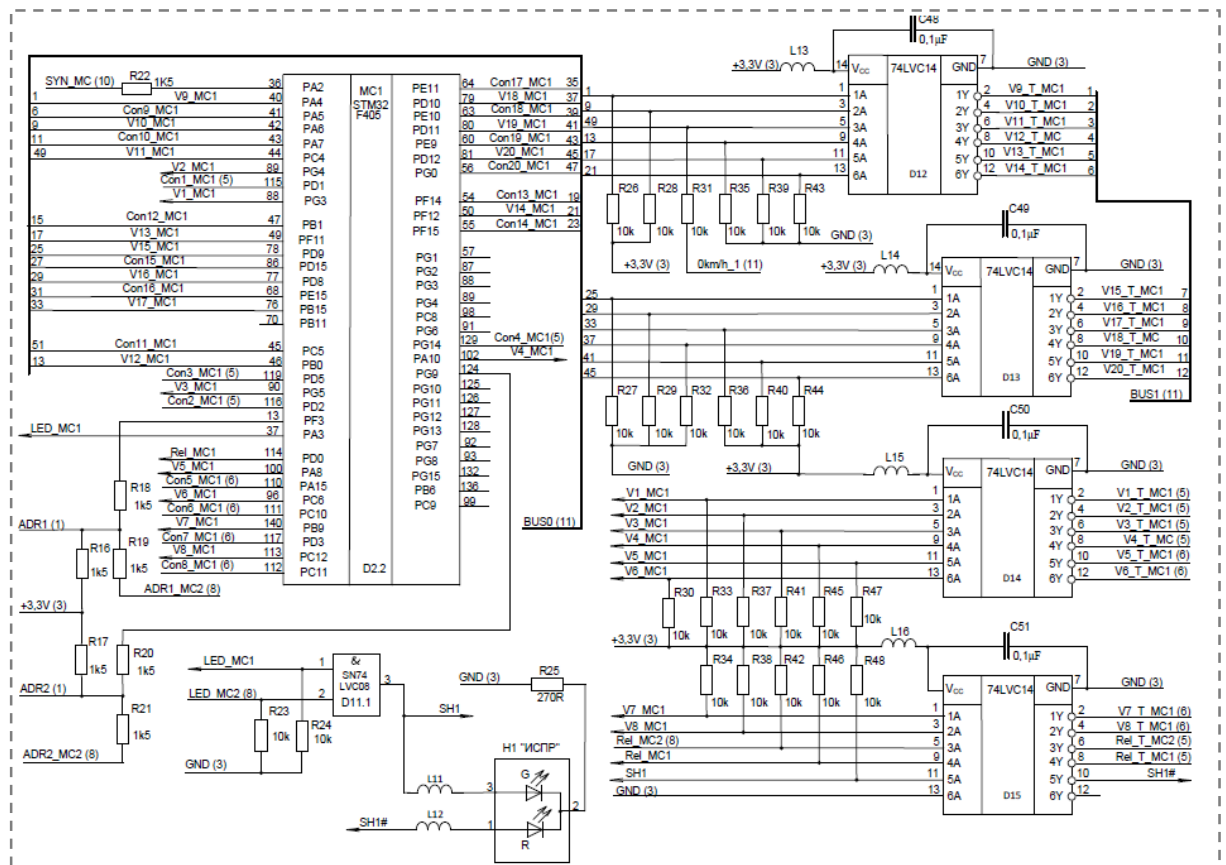 SYN_MC (10) R22 1K5 36 PA2
1 V9_MC1 40 PA4
6 Con9_MC1 41 PA5
9 V10_MC1 42 PA6
11 Con10_MC1 43 PA7
49 V11_MC1 44 PC4
V2_MC1 89 PG4
Con1_MC1 (5) 115 PD1
V1_MC1 88 PG3
15 Con12_MC1 47 PB1
17 V13_MC1 49 PF11
25 V15_MC1 78 PD9
27 Con15_MC1 86 PD15
29 V16_MC1 77 PD8
31 Con16_MC1 68 PE15
33 V17_MC1 76 PB15
70 PB11
51 Con11_MC1 45 PC5
13 V12_MC1 46 PB0
Con3_MC1 (5) 119 PD5
V3_MC1 90 PG5
Con2_MC1 (5) 116 PD2
13 PF3
LED_MC1 37 PA3
Rel_MC1 114 PD0
V5_MC1 100 PA8
Con5_MC1 (6) 110 PA15
V6_MC1 96 PC6
Con6_MC1 (6) 111 PC10
V7_MC1 140 PB9
Con7_MC1 (6) 117 PD3
V8_MC1 113 PC12
Con8_MC1 (6) 112 PC11
MC1
STM32
F405
D2.2
PE11 64 Con17_MC1 35
PD10 79 V18_MC1 37
PE10 63 Con18_MC1 39
PD11 80 V19_MC1 41
PE9 60 Con19_MC1 43
PD12 81 V20_MC1 45
PG0 56 Con20_MC1 47
PF14 54 Con13_MC1 19
PF12 50 V14_MC1 21
PF15 55 Con14_MC1 23
PG1 57
PG2 87
PG3 88
PG4 89
PC8 98
PG6 91
PG14 129 Con4_MC1(5)
PA10 102 V4_MC1
PG9 124
PG10 125
PG11 126
PG12 127
PG13 128
PG7 92
PG8 93
PG15 132
PB6 136
PC9 99
BUS0 (11)
R18 1k5
ADR1 (1)
R16 1k5 R19 1k5
ADR1_MC2 (8)
+3,3V (3)
R17 1k5 R20 1k5
ADR2 (1)
R21 1k5
ADR2_MC2 (8)
LED_MC1 1 & 3
LED_MC2 (8) 2 SN74
LVC08
D11.1
R23 10k R24 10k
GND (3)
SH1
GND (3) R25 270R
H1 "ИСПР"
L11 3 G 2
SH1# L12 1 R
C48 0,1µF
L13 +3,3V (3) 14 VCC 74LVC14 GND 7 GND (3)
1 1 1A 1Y 2 V9_T_MC1 1
9 3 2A 2Y 4 V10_T_MC1 2
49 5 3A 3Y 6 V11_T_MC1 3
13 9 4A 4Y 8 V12_T_MC 4
17 11 5A 5Y 10 V13_T_MC1 5
21 13 6A 6Y 12 V14_T_MC1 6
D12
R26 R28 R31 R35 R39 R43
10k 10k 10k 10k 10k 10k
GND (3)
+3,3V (3) 0km/h_1 (11)
C49 0,1µF
+3,3V (3) L14 14 VCC 74LVC14 GND 7 GND (3)
25 1 1A 1Y 2 V15_T_MC1 7
29 3 2A 2Y 4 V16_T_MC1 8
33 5 3A 3Y 6 V17_T_MC1 9
37 9 4A 4Y 8 V18_T_MC 10
41 11 5A 5Y 10 V19_T_MC1 11
45 13 6A 6Y 12 V20_T_MC1 12
D13
BUS1 (11)
R27 R29 R32 R36 R40 R44
10k 10k 10k 10k 10k 10k
GND (3) +3,3V (3)
C50 0,1µF
L15 VCC 74LVC14 GND 7 GND (3)
V1_MC1 1 1A 1Y 2 V1_T_MC1 (5)
V2_MC1 3 2A 2Y 4 V2_T_MC1 (5)
V3_MC1 5 3A 3Y 6 V3_T_MC1 (5)
V4_MC1 9 4A 4Y 8 V4_T_MC (5)
V5_MC1 11 5A 5Y 10 V5_T_MC1 (6)
V6_MC1 13 6A 6Y 12 V6_T_MC1 (6)
D14
R30 R33 R37 R41 R45 R47
10k 10k 10k 10k 10k 10k
+3,3V (3) L16
R34 R38 R42 R46 R48
10k 10k 10k 10k 10k
C51 0,1µF
VCC 74LVC14 GND 7 GND (3)
V7_MC1 1 1A 1Y 2 V7_T_MC1 (6)
V8_MC1 3 2A 2Y 4 V8_T_MC1 (6)
Rel_MC2 (8) 5 3A 3Y 6 Rel_T_MC2 (5)
Rel_MC1 9 4A 4Y 8 Rel_T_MC1 (5)
SH1 11 5A 5Y 10 SH1#
GND (3) 13 6A 6Y 12
D15